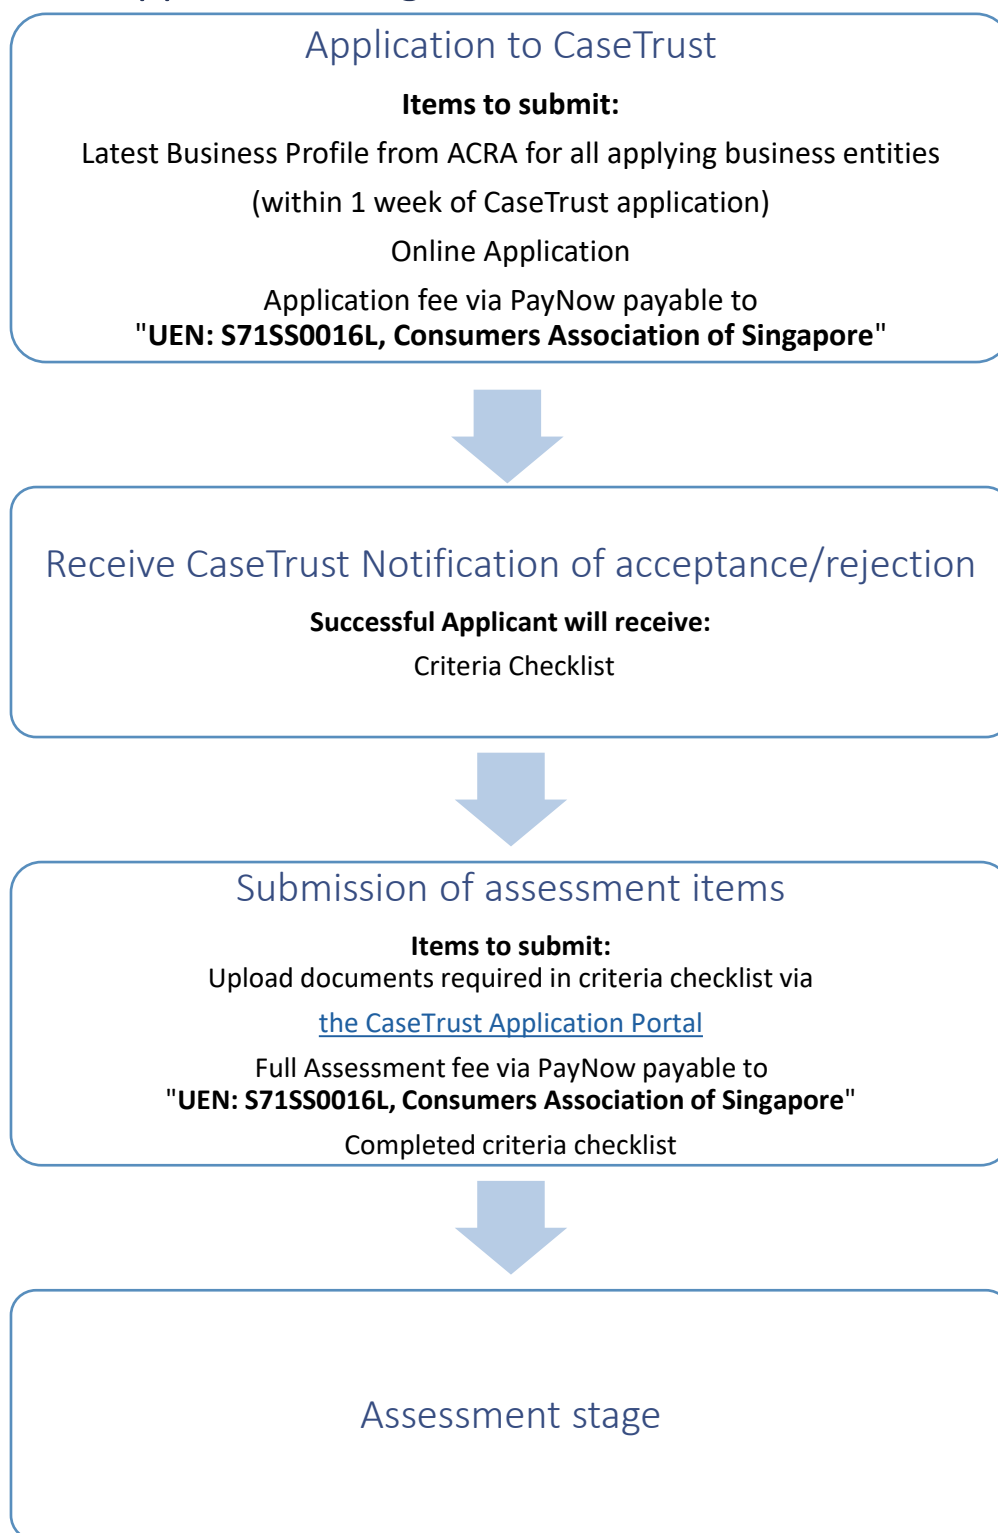 Application to CaseTrust
Items to submit:
Latest Business Profile from ACRA for all applying business entities
(within 1 week of CaseTrust application)
Online Application
Application fee via PayNow payable to
"UEN: S71SS0016L, Consumers Association of Singapore"
Receive CaseTrust Notification of acceptance/rejection
Successful Applicant will receive:
Criteria Checklist
Submission of assessment items
Items to submit:
Upload documents required in criteria checklist via
the CaseTrust Application Portal
Full Assessment fee via PayNow payable to
"UEN: S71SS0016L, Consumers Association of Singapore"
Completed criteria checklist
Assessment stage